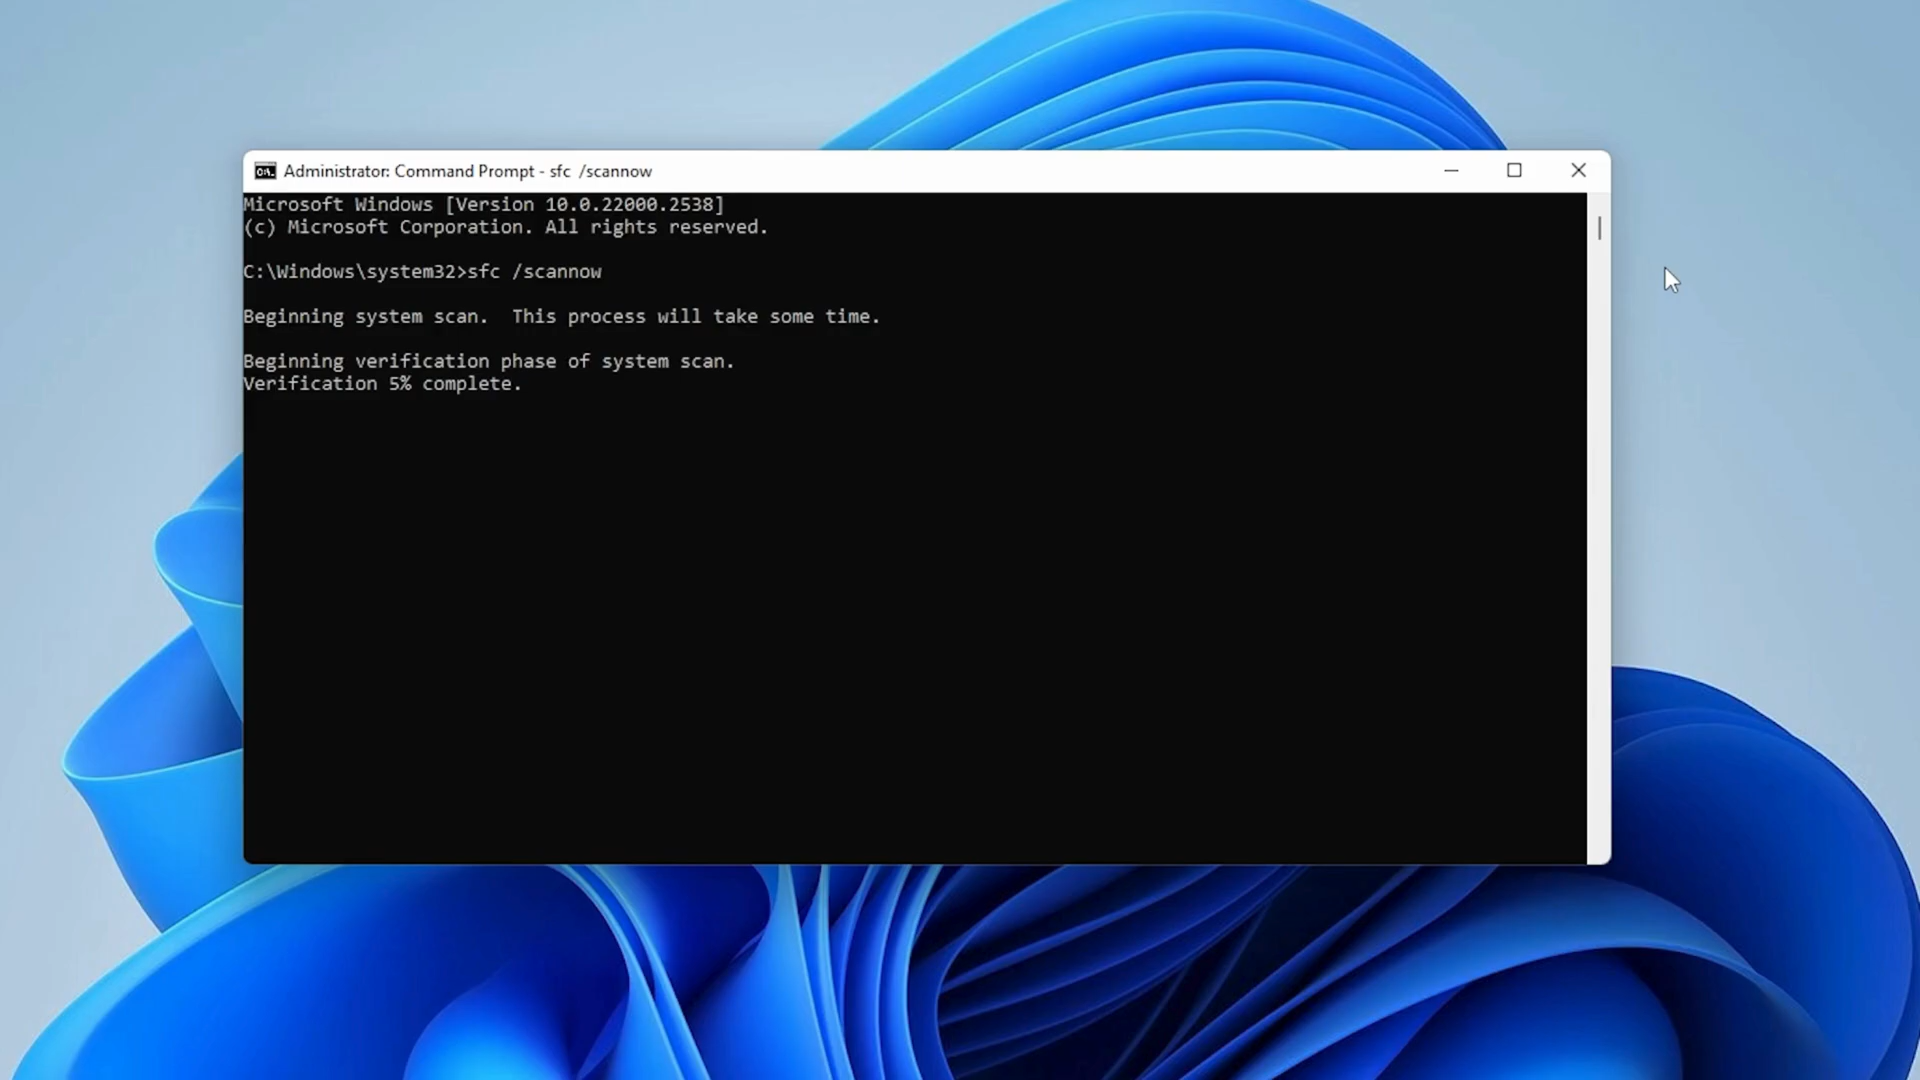 Administrator: Command Prompt - sfc  /scannow
Microsoft Windows [Version 10.0.22000.2538]
(c) Microsoft Corporation. All rights reserved.
C:\Windows\system32>sfc /scannow
Beginning system scan.  This process will take some time.
Beginning verification phase of system scan.
Verification 5% complete.